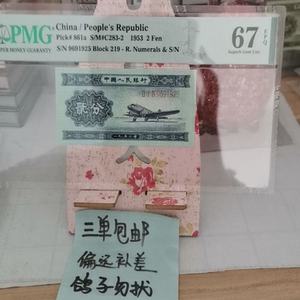 PMG
PAPER MONEY GUARANTY
China / People's Republic
Pick# 861a S/M#C283-2 1953 2 Fen
S/N 9691925 Block 219 - R. Numerals & S/N
67 EPQ
Superb Gem Unc
中国人民银行
贰分
三单包邮
偏远补差
鸽子勿扰